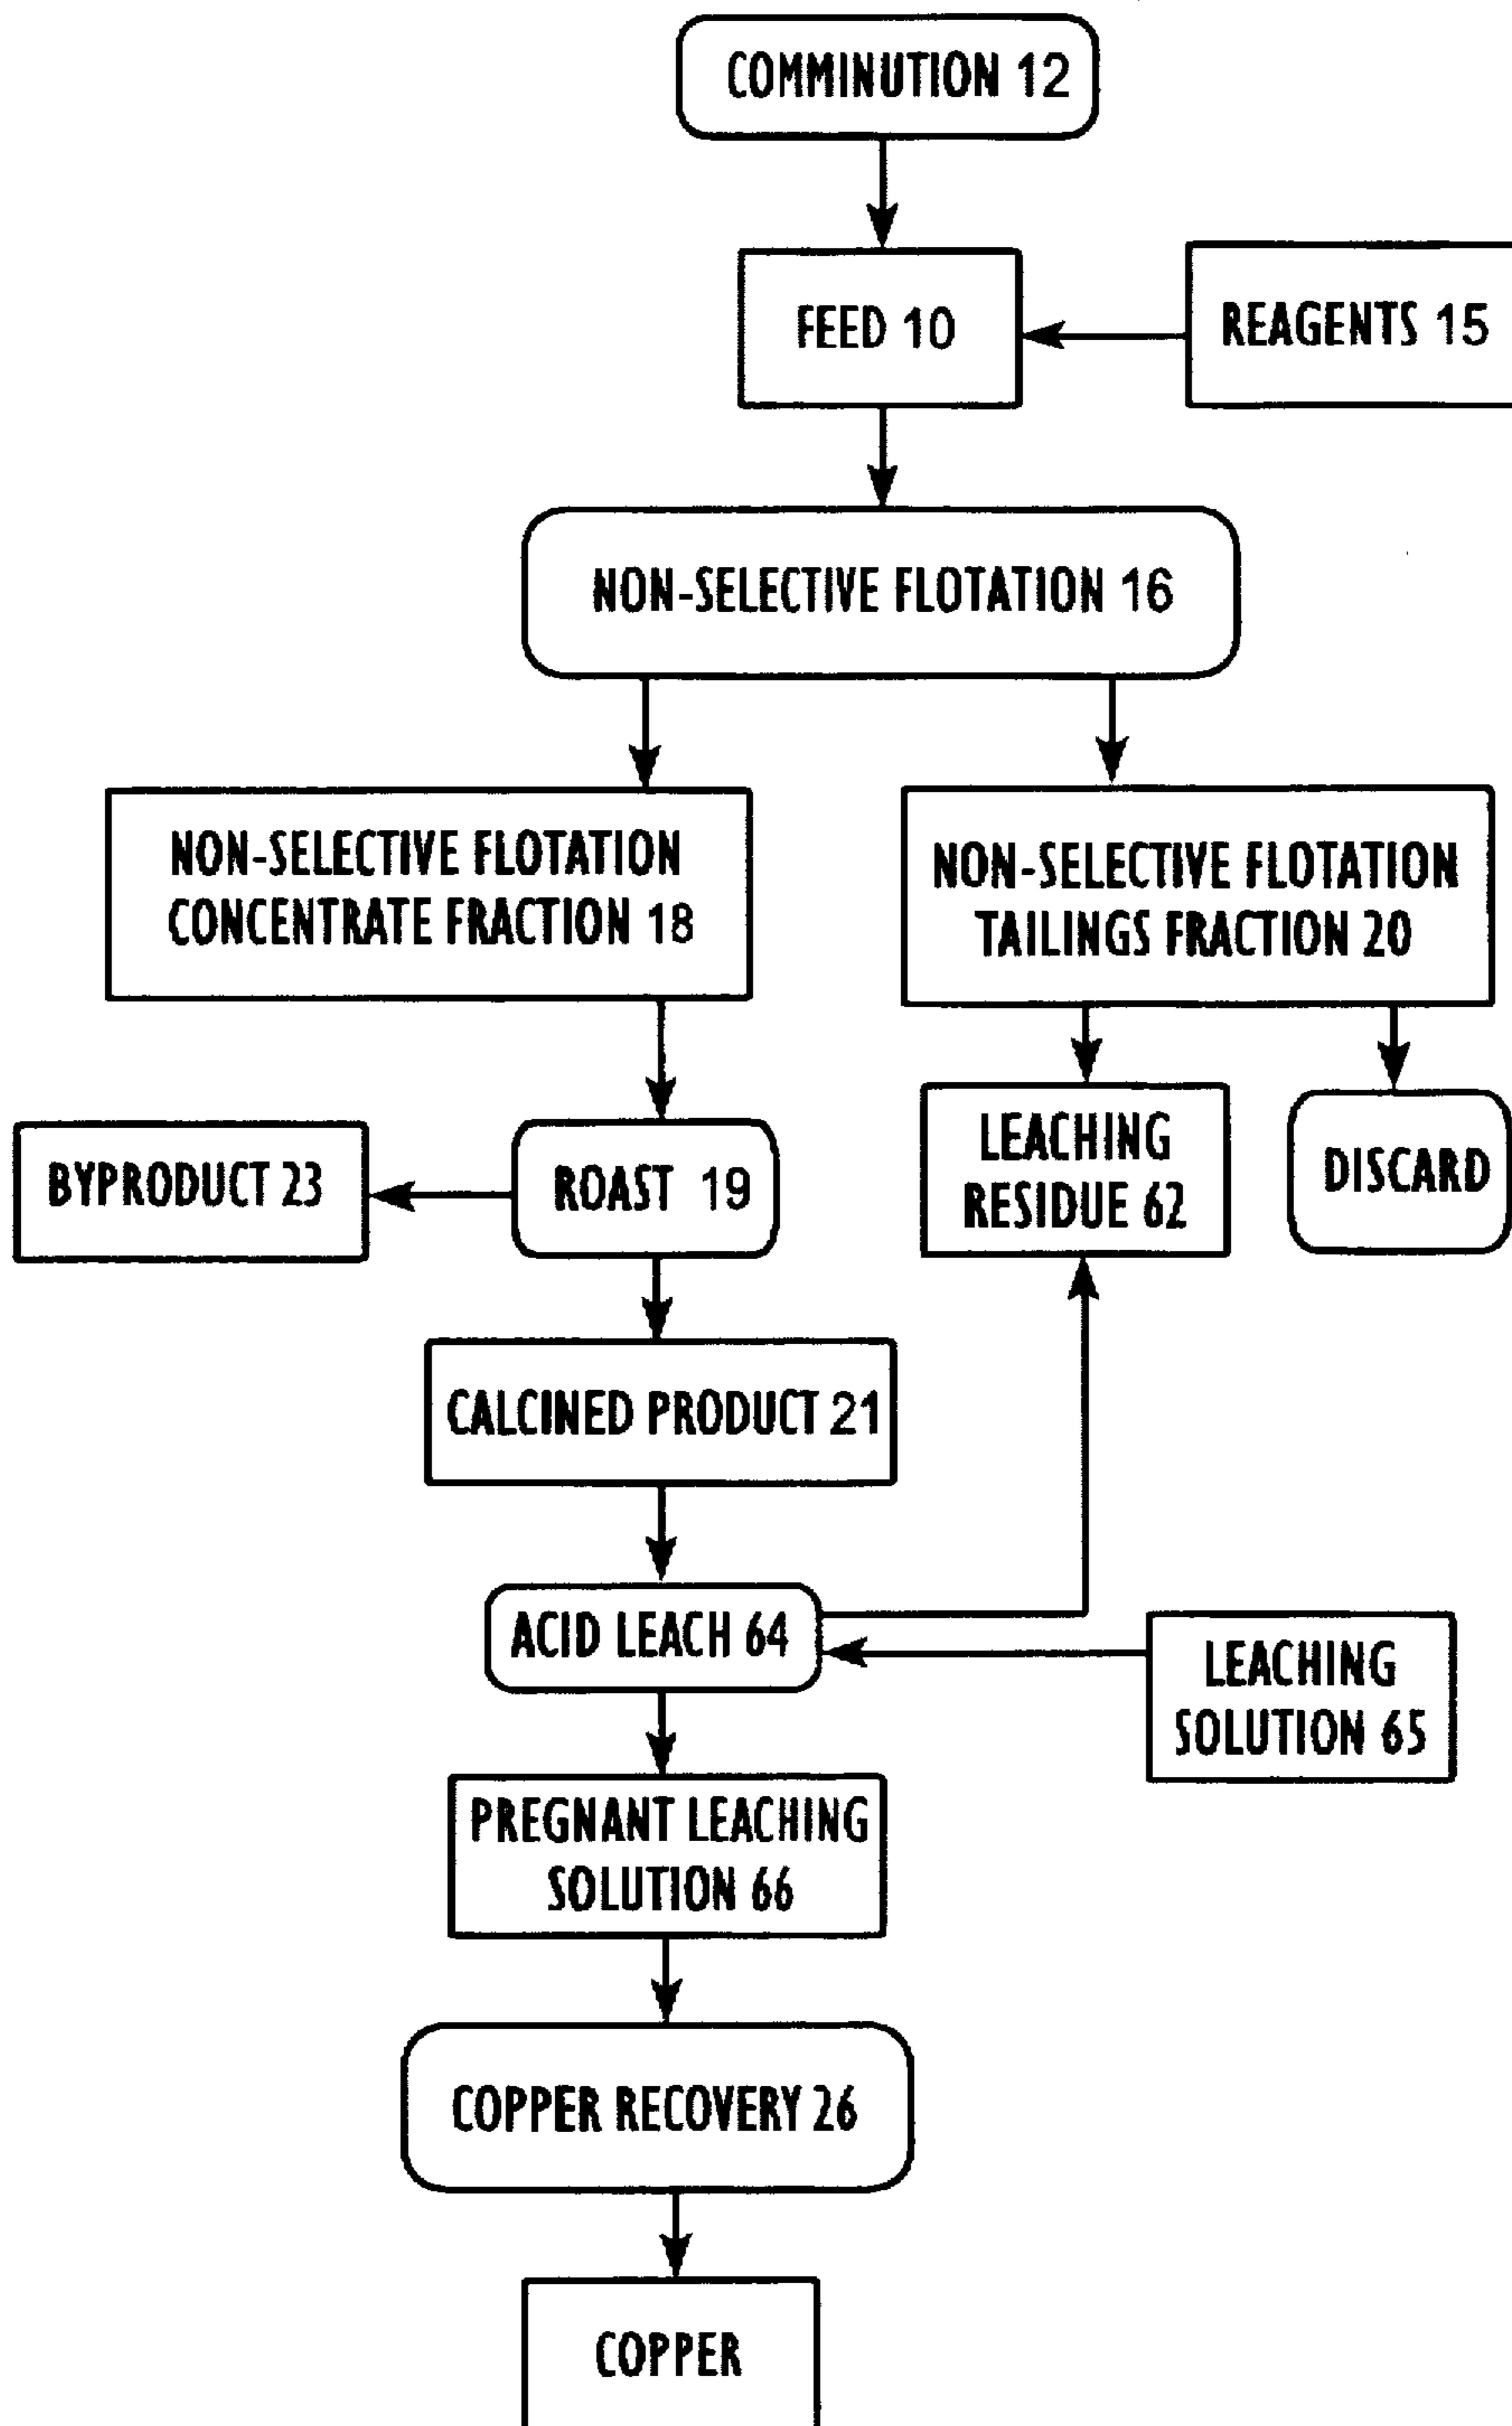 COMMINUTION 12
FEED 10
REAGENTS 15
NON-SELECTIVE FLOTATION 16
NON-SELECTIVE FLOTATION
CONCENTRATE FRACTION 18
NON-SELECTIVE FLOTATION
TAILINGS FRACTION 20
BYPRODUCT 23
ROAST 19
LEACHING
RESIDUE 62
DISCARD
CALCINED PRODUCT 21
ACID LEACH 64
LEACHING
SOLUTION 65
PREGNANT LEACHING
SOLUTION 66
COPPER RECOVERY 26
COPPER